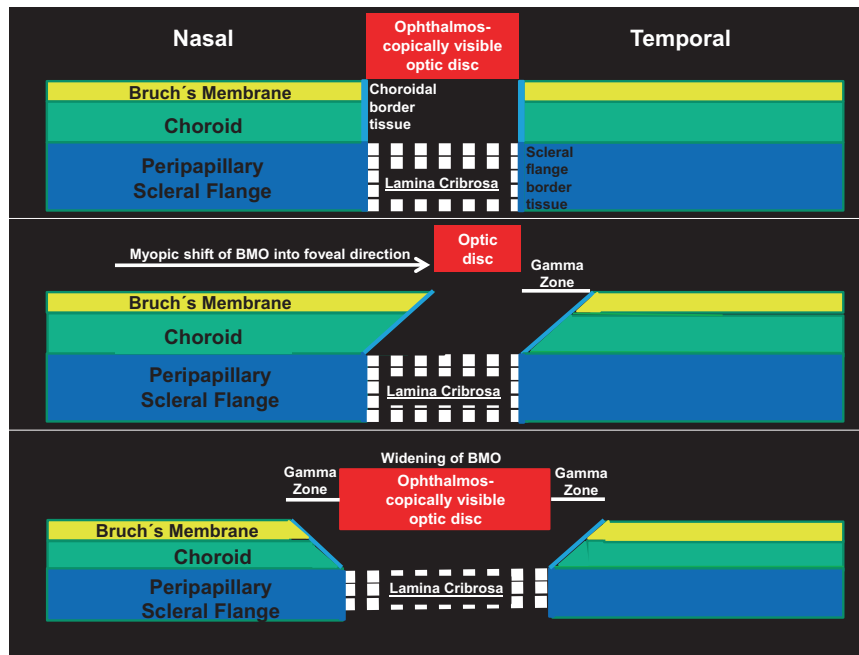 Nasal
Ophthalmos-
copically visible
optic disc
Temporal
Bruch´s Membrane
Choroidal
border
tissue
Choroid
Peripapillary
Scleral Flange
Lamina Cribrosa
Scleral
flange
border
tissue
Myopic shift of BMO into foveal direction
Optic
disc
Gamma
Zone
Bruch´s Membrane
Choroid
Peripapillary
Scleral Flange
Lamina Cribrosa
Widening of BMO
Gamma
Zone
Ophthalmos-
copically visible
optic disc
Gamma
Zone
Bruch´s Membrane
Choroid
Peripapillary
Scleral Flange
Lamina Cribrosa